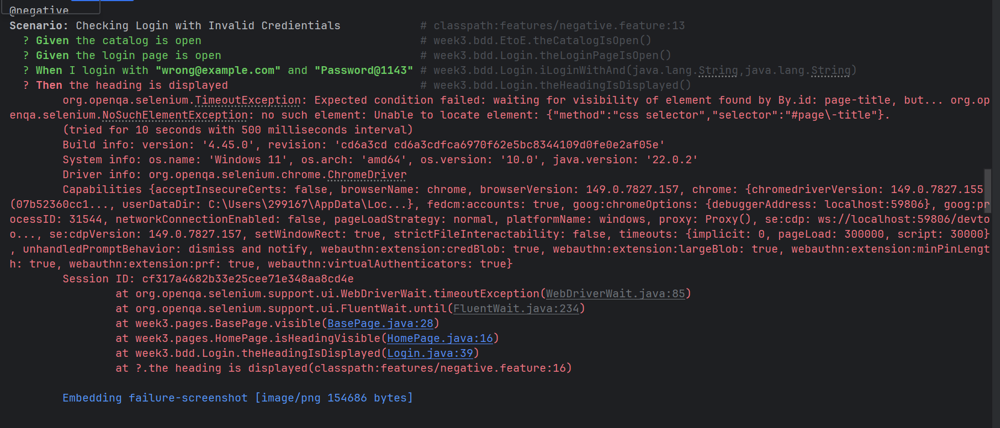 @negative
Scenario: Checking Login with Invalid Credientials # classpath:features/negative.feature:13
? Given the catalog is open # week3.bdd.EtoE.theCatalogIsOpen()
? Given the login page is open # week3.bdd.Login.theLoginPageIsOpen()
? When I login with "wrong@example.com" and "Password@1143" # week3.bdd.Login.iLoginWithAnd(java.lang.String,java.lang.String)
? Then the heading is displayed # week3.bdd.Login.theHeadingIsDisplayed()
org.openqa.selenium.TimeoutException: Expected condition failed: waiting for visibility of element found by By.id: page-title, but... org.op
enqa.selenium.NoSuchElementException: no such element: Unable to locate element: {"method":"css selector","selector":"#page\-title"}.
(tried for 10 seconds with 500 milliseconds interval)
Build info: version: '4.45.0', revision: 'cd6a3cd cd6a3cdfca6970f62e5bc8344109d0fe0e2af05e'
System info: os.name: 'Windows 11', os.arch: 'amd64', os.version: '10.0', java.version: '22.0.2'
Driver info: org.openqa.selenium.chrome.ChromeDriver
Capabilities {acceptInsecureCerts: false, browserName: chrome, browserVersion: 149.0.7827.157, chrome: {chromedriverVersion: 149.0.7827.155
(07b52360cc1..., userDataDir: C:\Users\299167\AppData\Loc...}, fedcm:accounts: true, goog:chromeOptions: {debuggerAddress: localhost:59806}, goog:pr
ocessID: 31544, networkConnectionEnabled: false, pageLoadStrategy: normal, platformName: windows, proxy: Proxy(), se:cdp: ws://localhost:59806/devto
o..., se:cdpVersion: 149.0.7827.157, setWindowRect: true, strictFileInteractability: false, timeouts: {implicit: 0, pageLoad: 300000, script: 30000}
, unhandledPromptBehavior: dismiss and notify, webauthn:extension:credBlob: true, webauthn:extension:largeBlob: true, webauthn:extension:minPinLengt
h: true, webauthn:extension:prf: true, webauthn:virtualAuthenticators: true}
Session ID: cf317a4682b33e25cee71e348aa8cd4e
at org.openqa.selenium.support.ui.WebDriverWait.timeoutException(WebDriverWait.java:85)
at org.openqa.selenium.support.ui.FluentWait.until(FluentWait.java:234)
at week3.pages.BasePage.visible(BasePage.java:28)
at week3.pages.HomePage.isHeadingVisible(HomePage.java:16)
at week3.bdd.Login.theHeadingIsDisplayed(Login.java:39)
at ?.the heading is displayed(classpath:features/negative.feature:16)
Embedding failure-screenshot [image/png 154686 bytes]